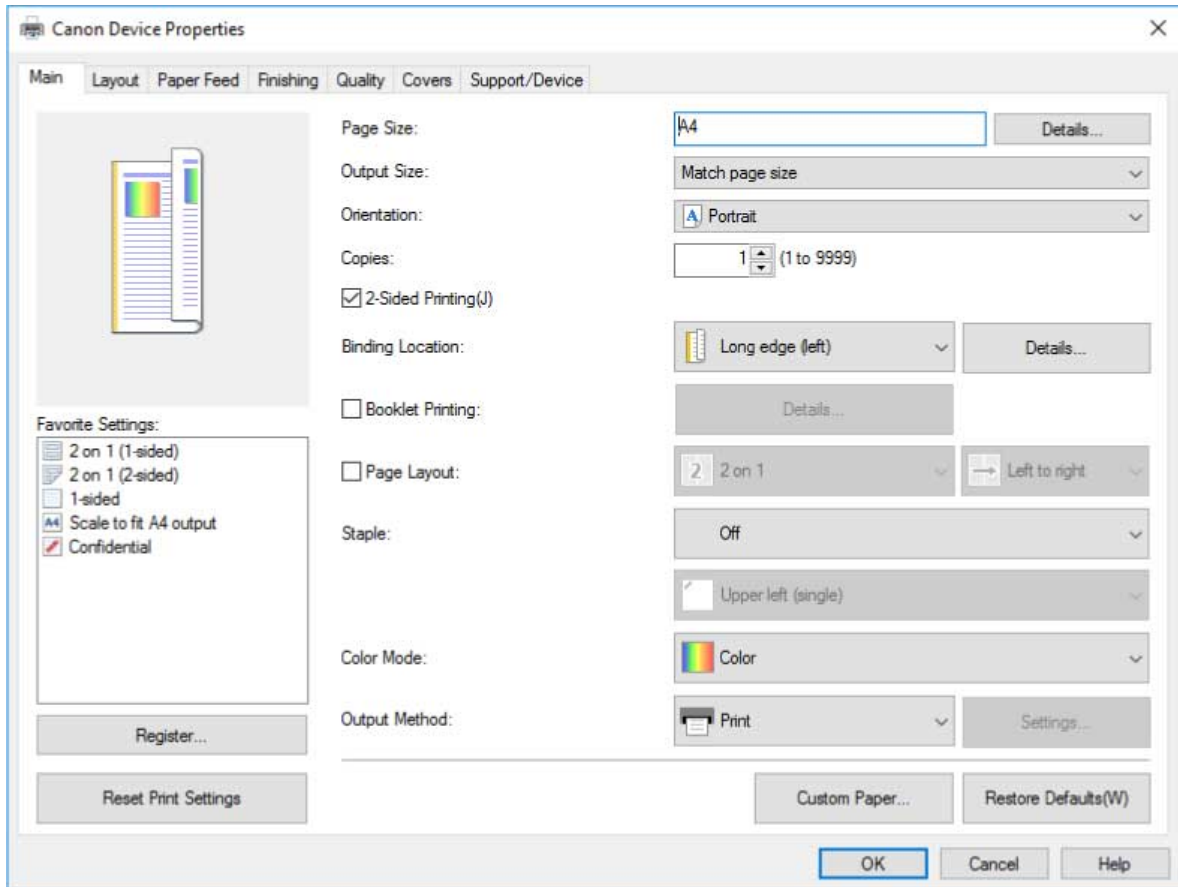 Canon Device Properties
Main Layout Paper Feed Finishing Quality Covers Support/Device
Page Size: A4 Details...
Output Size: Match page size
Orientation: A Portrait
Copies: 1 (1 to 9999)
2-Sided Printing(J)
Binding Location: Long edge (left) Details...
Booklet Printing: Details...
Favorite Settings:
2 on 1 (1-sided)
2 on 1 (2-sided)
1-sided
A4 Scale to fit A4 output
Confidential
Page Layout: 2 2 on 1 Left to right
Staple: Off
Upper left (single)
Color Mode: Color
Output Method: Print Settings...
Register...
Reset Print Settings
Custom Paper... Restore Defaults(W)
OK Cancel Help